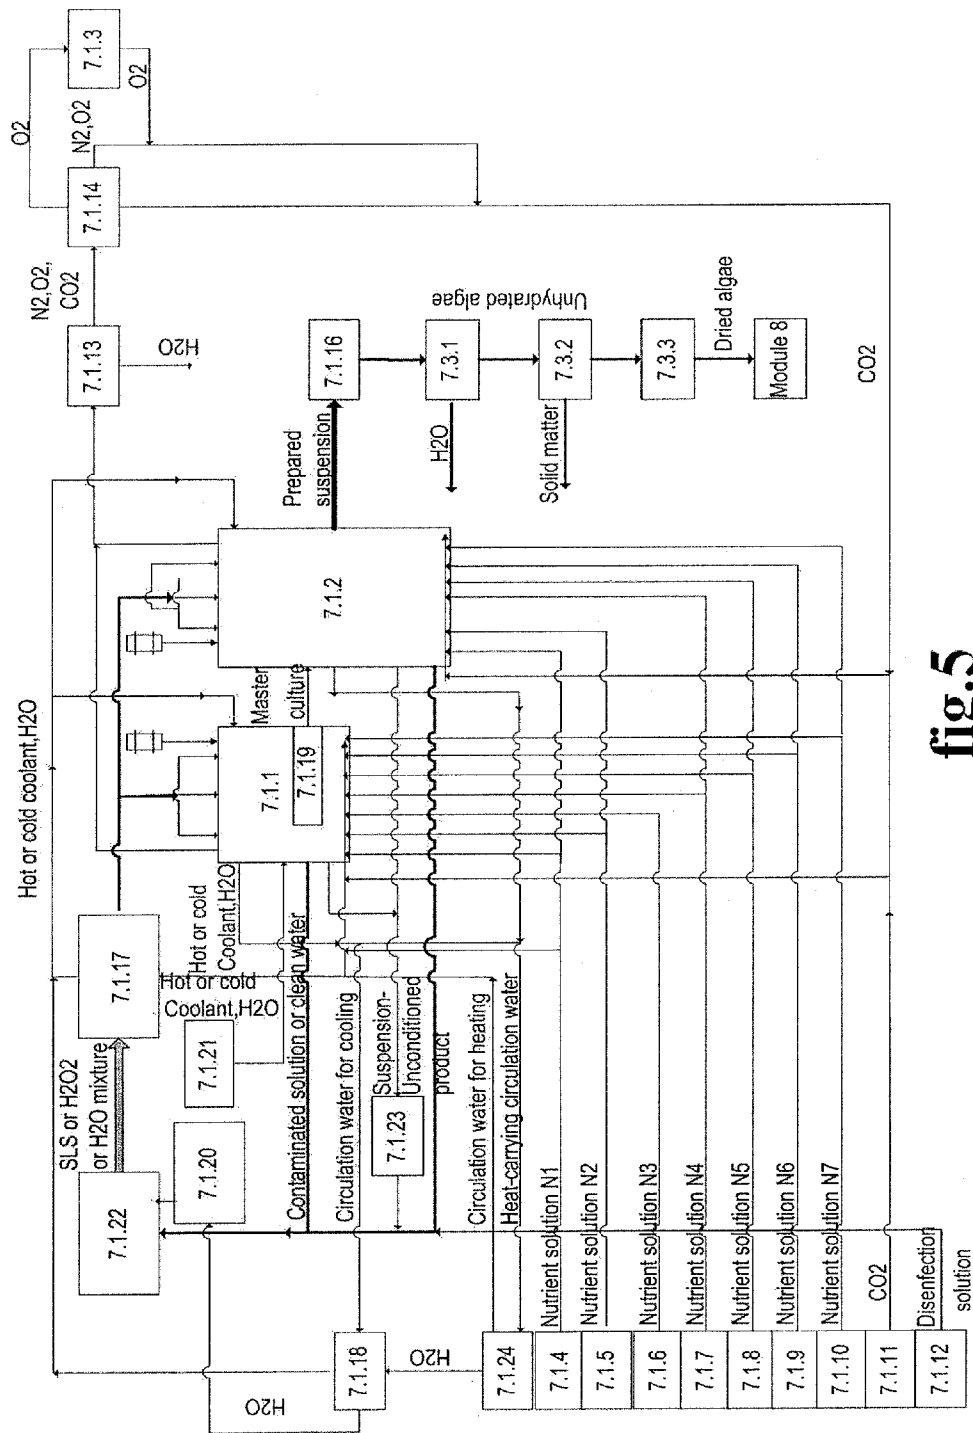 Hot or cold coolant,H2O
O2
SLS or H2O2
or H2O mixture
N2,O2,
CO2
N2,O2
O2
7.1.22
7.1.17
7.1.13
7.1.14
7.1.3
H2O
7.1.20
7.1.21
Hot or cold
Coolant,H2O
Hot or cold
Coolant,H2O
H2O
H2O
7.1.18
Contaminated solution or clean water
Circulation water for cooling
7.1.1
7.1.19
Master
culture
7.1.2
Prepared
suspension
7.1.16
Suspension-
Unconditioned
product
7.1.23
H2O
7.3.1
Unhydrated algae
Circulation water for heating
Heat-carrying circulation water
7.1.24
Solid matter
7.3.2
7.3.3
Dried algae
Module 8
7.1.4
Nutrient solution N1
7.1.5
Nutrient solution N2
7.1.6
Nutrient solution N3
7.1.7
Nutrient solution N4
7.1.8
Nutrient solution N5
7.1.9
Nutrient solution N6
7.1.10
Nutrient solution N7
7.1.11
CO2
CO2
7.1.12
Disenfection
solution
fig.5